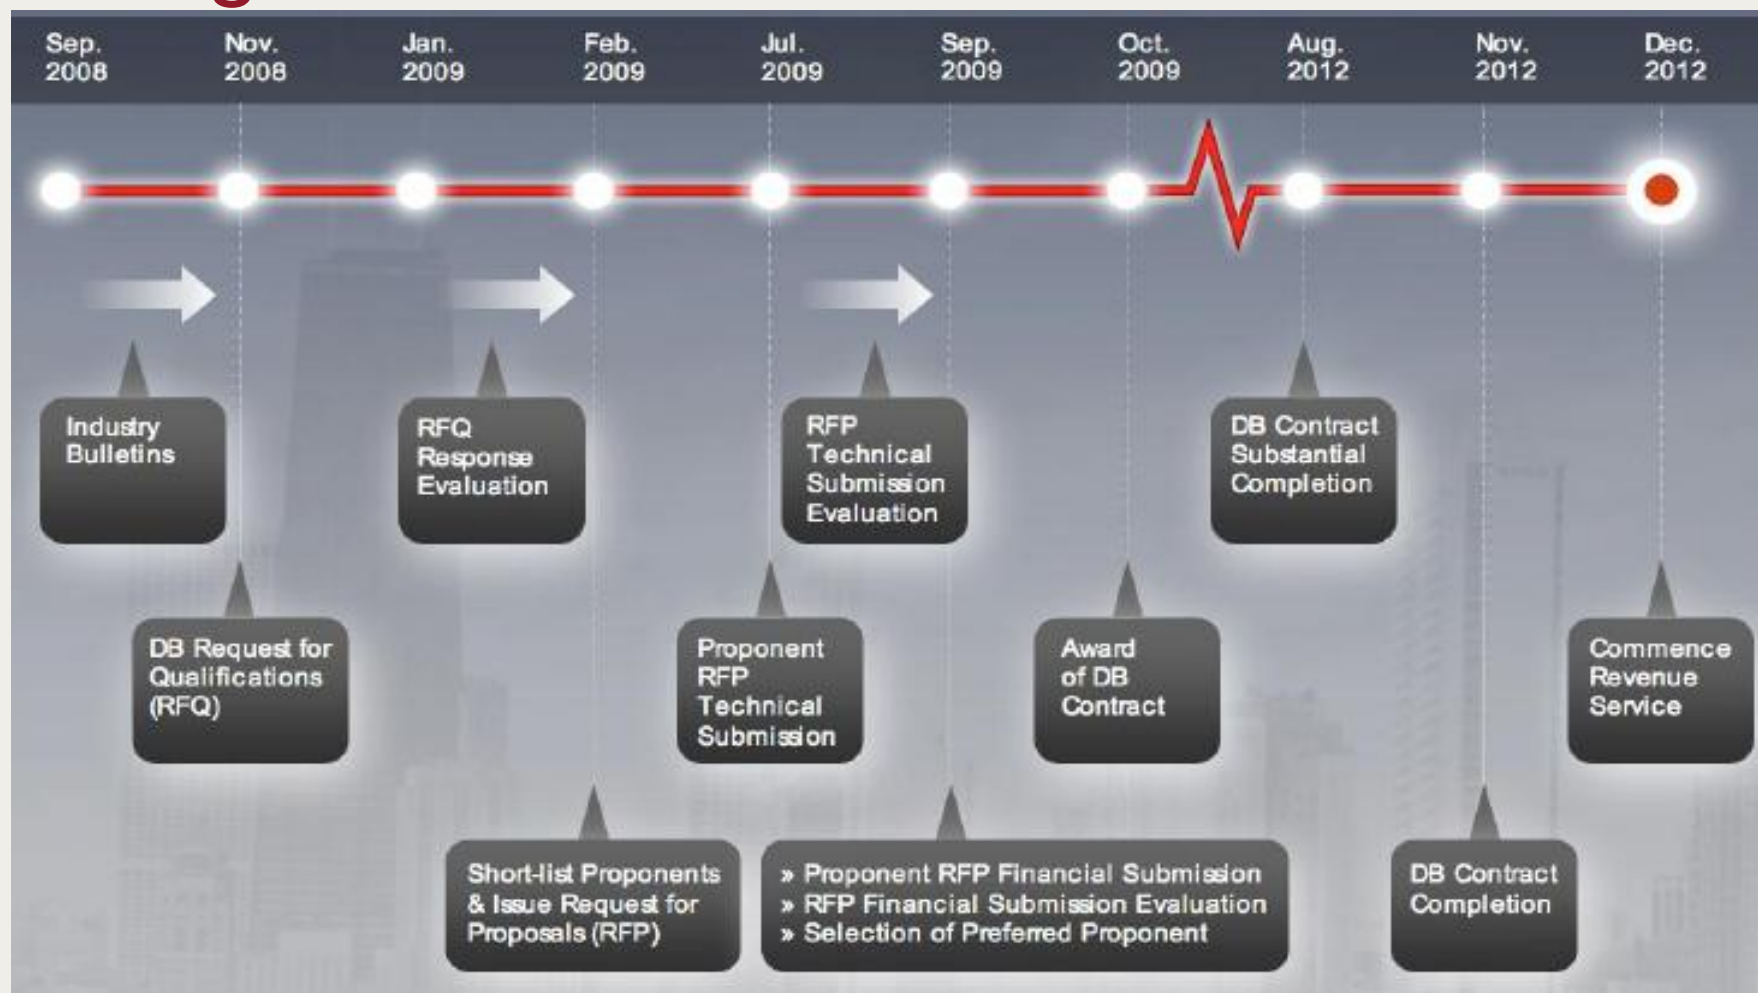 Sep.
2008
Nov.
2008
Jan.
2009
Feb.
2009
Jul.
2009
Sep.
2009
Oct.
2009
Aug.
2012
Nov.
2012
Dec.
2012
Industry
Bulletins
RFQ
Response
Evaluation
RFP
Technical
Submission
Evaluation
DB Contract
Substantial
Completion
DB Request for
Qualifications
(RFQ)
Proponent
RFP
Technical
Submission
Award
of DB
Contract
Commence
Revenue
Service
Short-list Proponents
& Issue Request for
Proposals (RFP)
» Proponent RFP Financial Submission
» RFP Financial Submission Evaluation
» Selection of Preferred Proponent
DB Contract
Completion